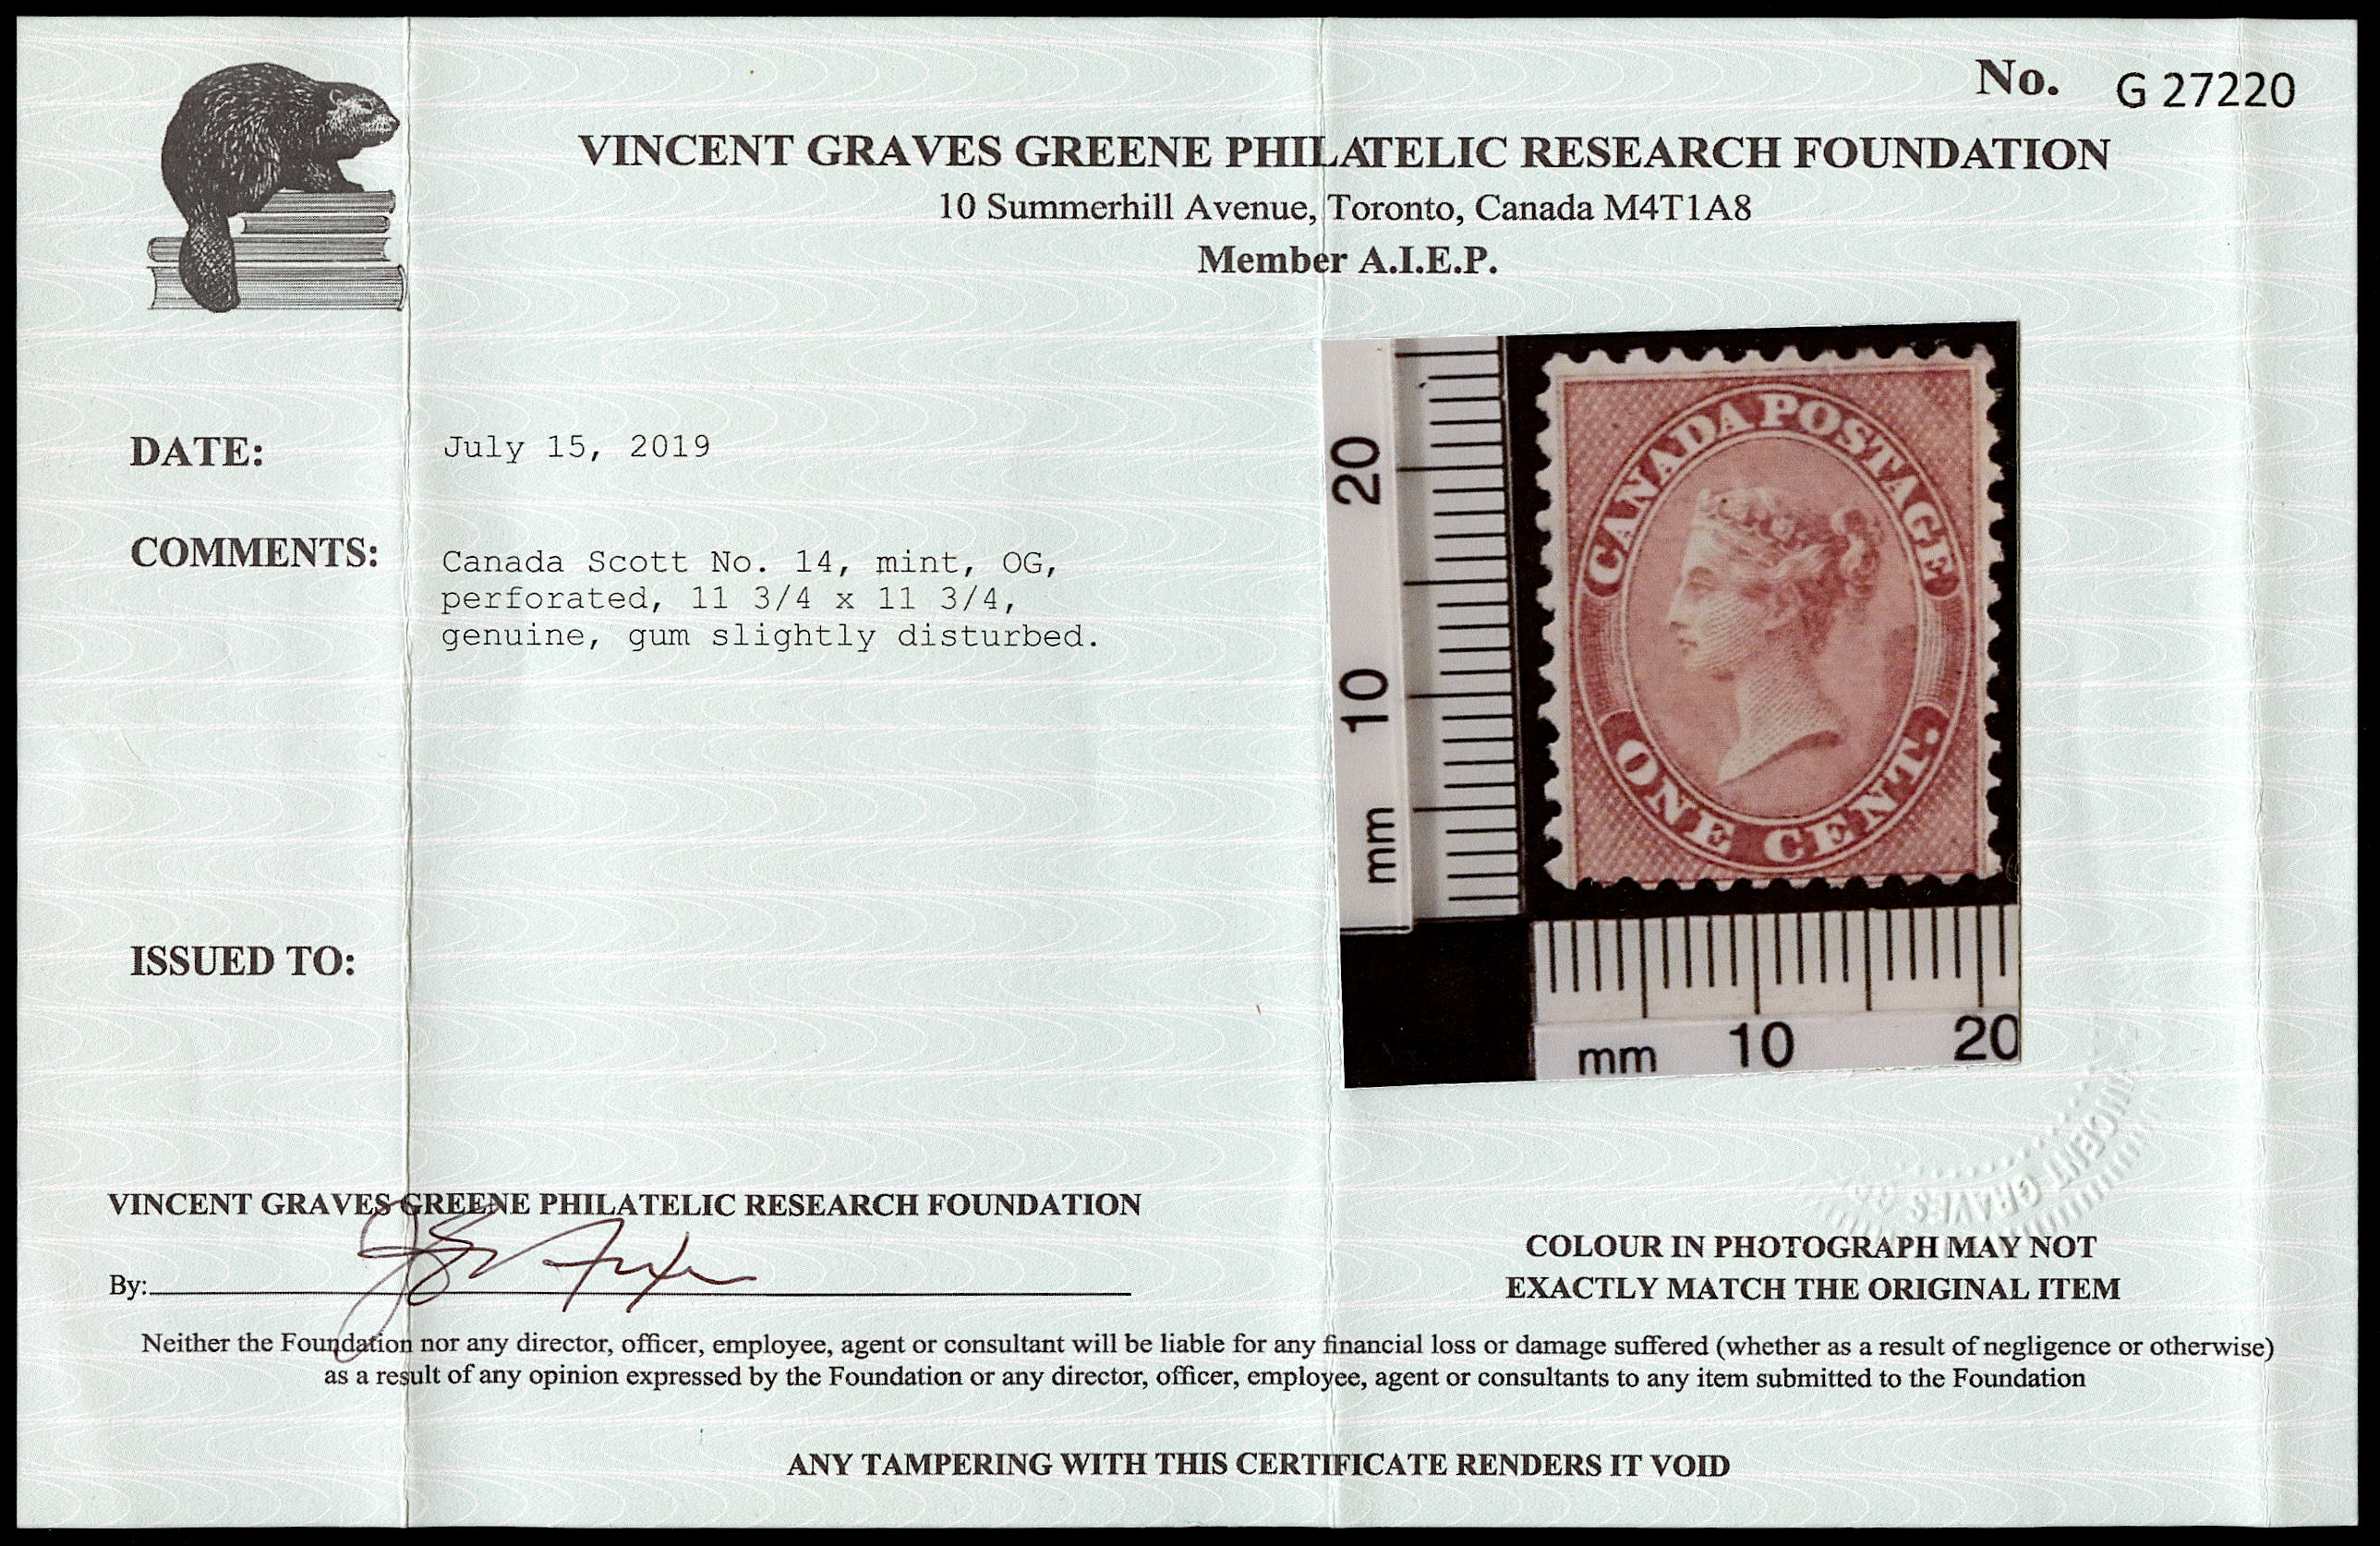 No. G 27220
VINCENT GRAVES GREENE PHILATELIC RESEARCH FOUNDATION
10 Summerhill Avenue, Toronto, Canada M4T1A8
Member A.I.E.P.
DATE: July 15, 2019
COMMENTS: Canada Scott No. 14, mint, OG,
perforated, 11 3/4 x 11 3/4,
genuine, gum slightly disturbed.
20
10
mm
CANADA POSTAGE
ONE CENT.
mm 10 20
ISSUED TO:
VINCENT GRAVES GREENE PHILATELIC RESEARCH FOUNDATION
By:
VINCENT GRAVES
COLOUR IN PHOTOGRAPH MAY NOT
EXACTLY MATCH THE ORIGINAL ITEM
Neither the Foundation nor any director, officer, employee, agent or consultant will be liable for any financial loss or damage suffered (whether as a result of negligence or otherwise)
as a result of any opinion expressed by the Foundation or any director, officer, employee, agent or consultants to any item submitted to the Foundation
ANY TAMPERING WITH THIS CERTIFICATE RENDERS IT VOID